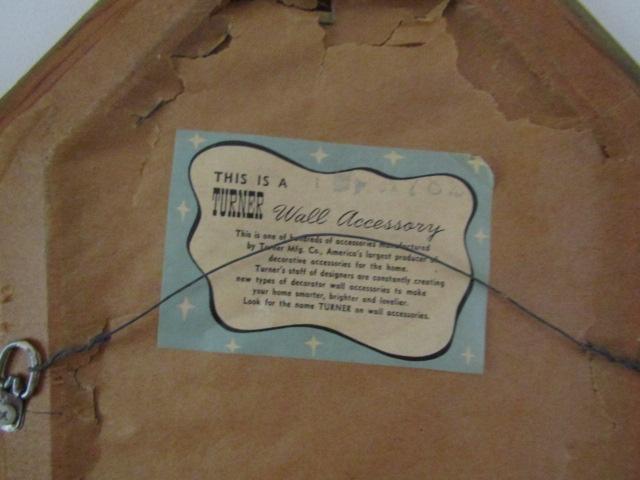 THIS IS A
TURNER Wall Accessory
This is one of hundreds of accessories manufactured
by Turner Mfg. Co., America's largest producer of
decorative accessories for the home.
Turner's staff of designers are constantly creating
new types of decorator wall accessories to make
your home smarter, brighter and lovelier.
Look for the name TURNER on wall accessories.